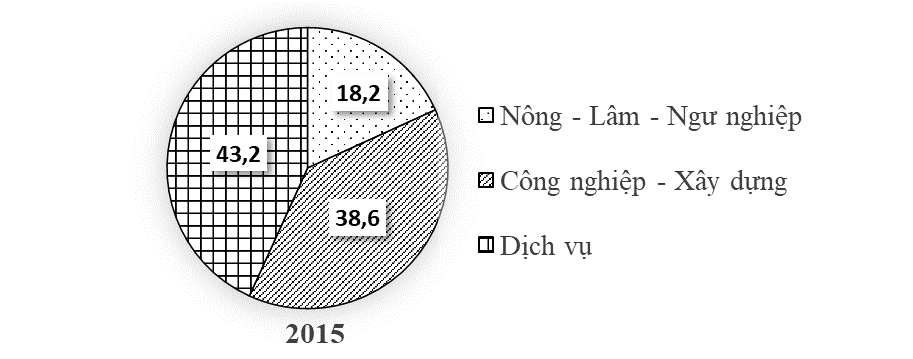 18,2
43,2
38,6
Nông - Lâm - Ngư nghiệp
Công nghiệp - Xây dựng
Dịch vụ
2015